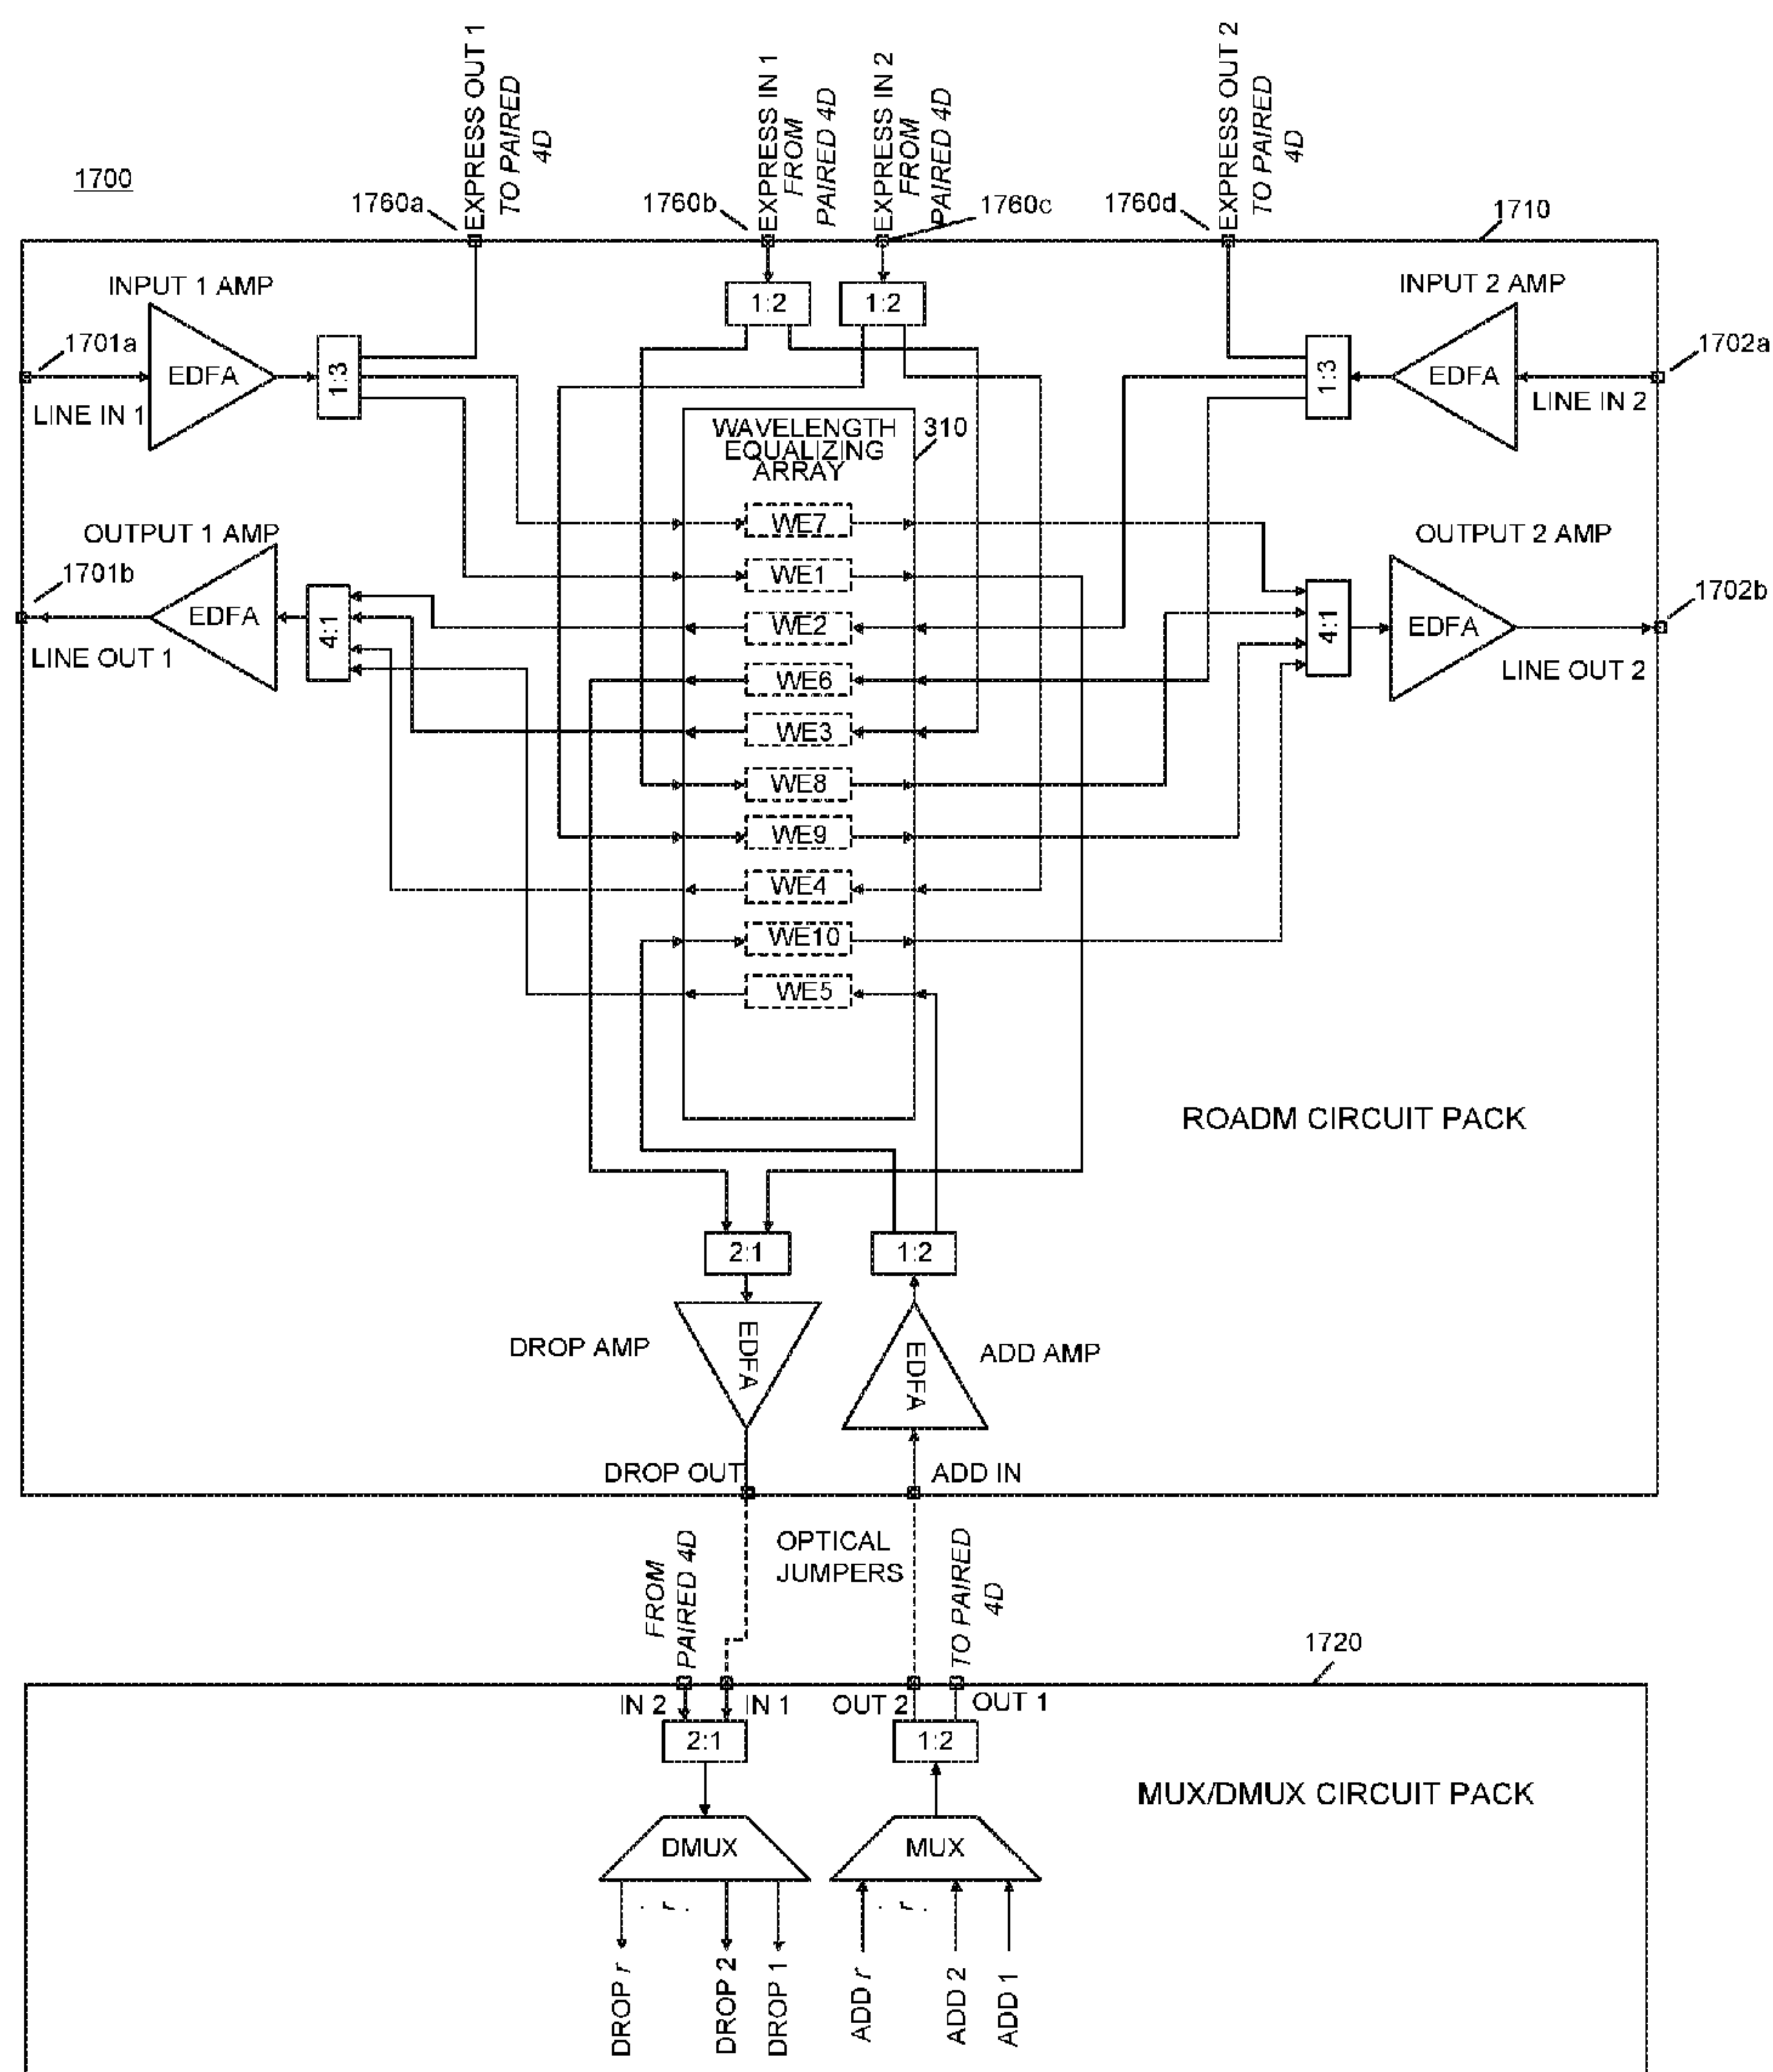 EXPRESS OUT 1
TO PAIRED
4D
EXPRESS IN 1
FROM
PAIRED 4D
EXPRESS IN 2
FROM
PAIRED 4D
EXPRESS OUT 2
TO PAIRED
4D
1700
1760a
1760b
1760c
1760d
1710
INPUT 1 AMP
1:2
1:2
INPUT 2 AMP
1701a
EDFA
1:3
1:3
EDFA
1702a
LINE IN 1
LINE IN 2
WAVELENGTH
EQUALIZING
ARRAY
310
WE7
OUTPUT 1 AMP
OUTPUT 2 AMP
1701b
WE1
1702b
EDFA
4:1
WE2
4:1
EDFA
LINE OUT 1
LINE OUT 2
WE6
WE3
WE8
WE9
WE4
WE10
WE5
ROADM CIRCUIT PACK
2:1
1:2
DROP AMP
EDFA
EDFA
ADD AMP
DROP OUT
ADD IN
FROM
PAIRED 4D
OPTICAL
JUMPERS
TO PAIRED
4D
1720
IN 2
IN 1
OUT 2
OUT 1
2:1
1:2
MUX/DMUX CIRCUIT PACK
DMUX
MUX
. r .
. r .
DROP r
DROP 2
DROP 1
ADD r
ADD 2
ADD 1